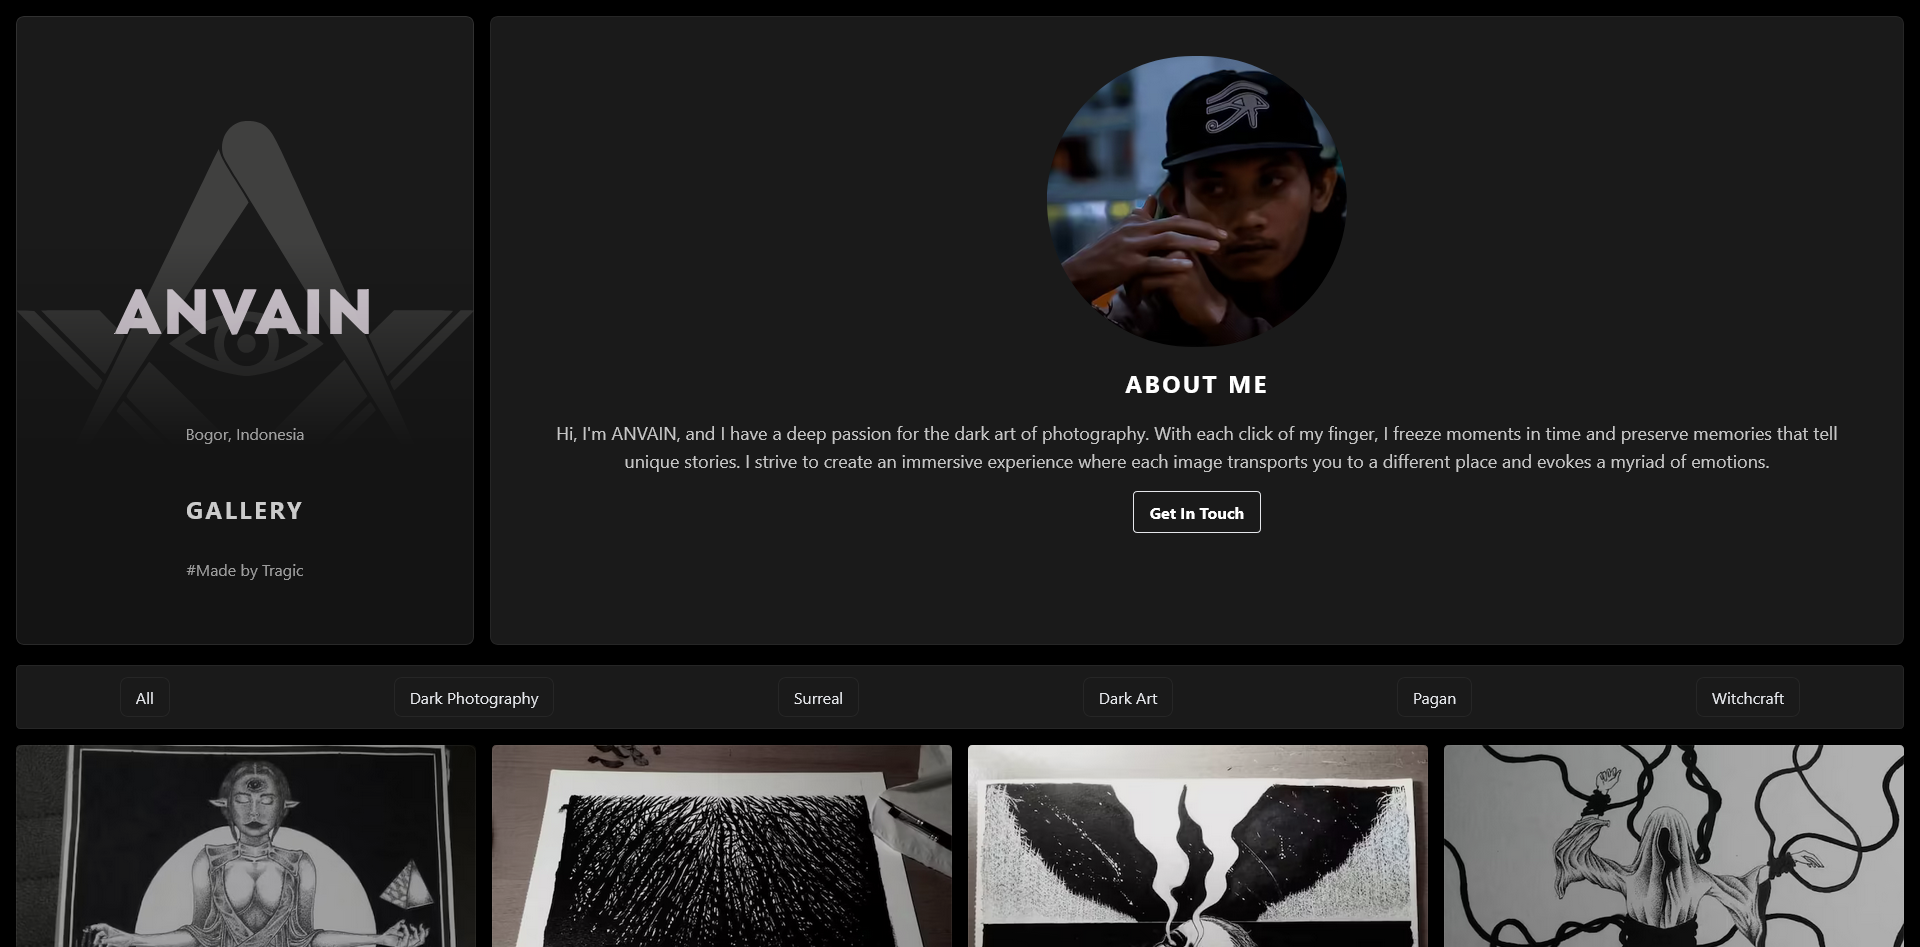 ANVAIN
Bogor, Indonesia
GALLERY
#Made by Tragic
ABOUT ME
Hi, I'm ANVAIN, and I have a deep passion for the dark art of photography. With each click of my finger, I freeze moments in time and preserve memories that tell
unique stories. I strive to create an immersive experience where each image transports you to a different place and evokes a myriad of emotions.
Get In Touch
All
Dark Photography
Surreal
Dark Art
Pagan
Witchcraft